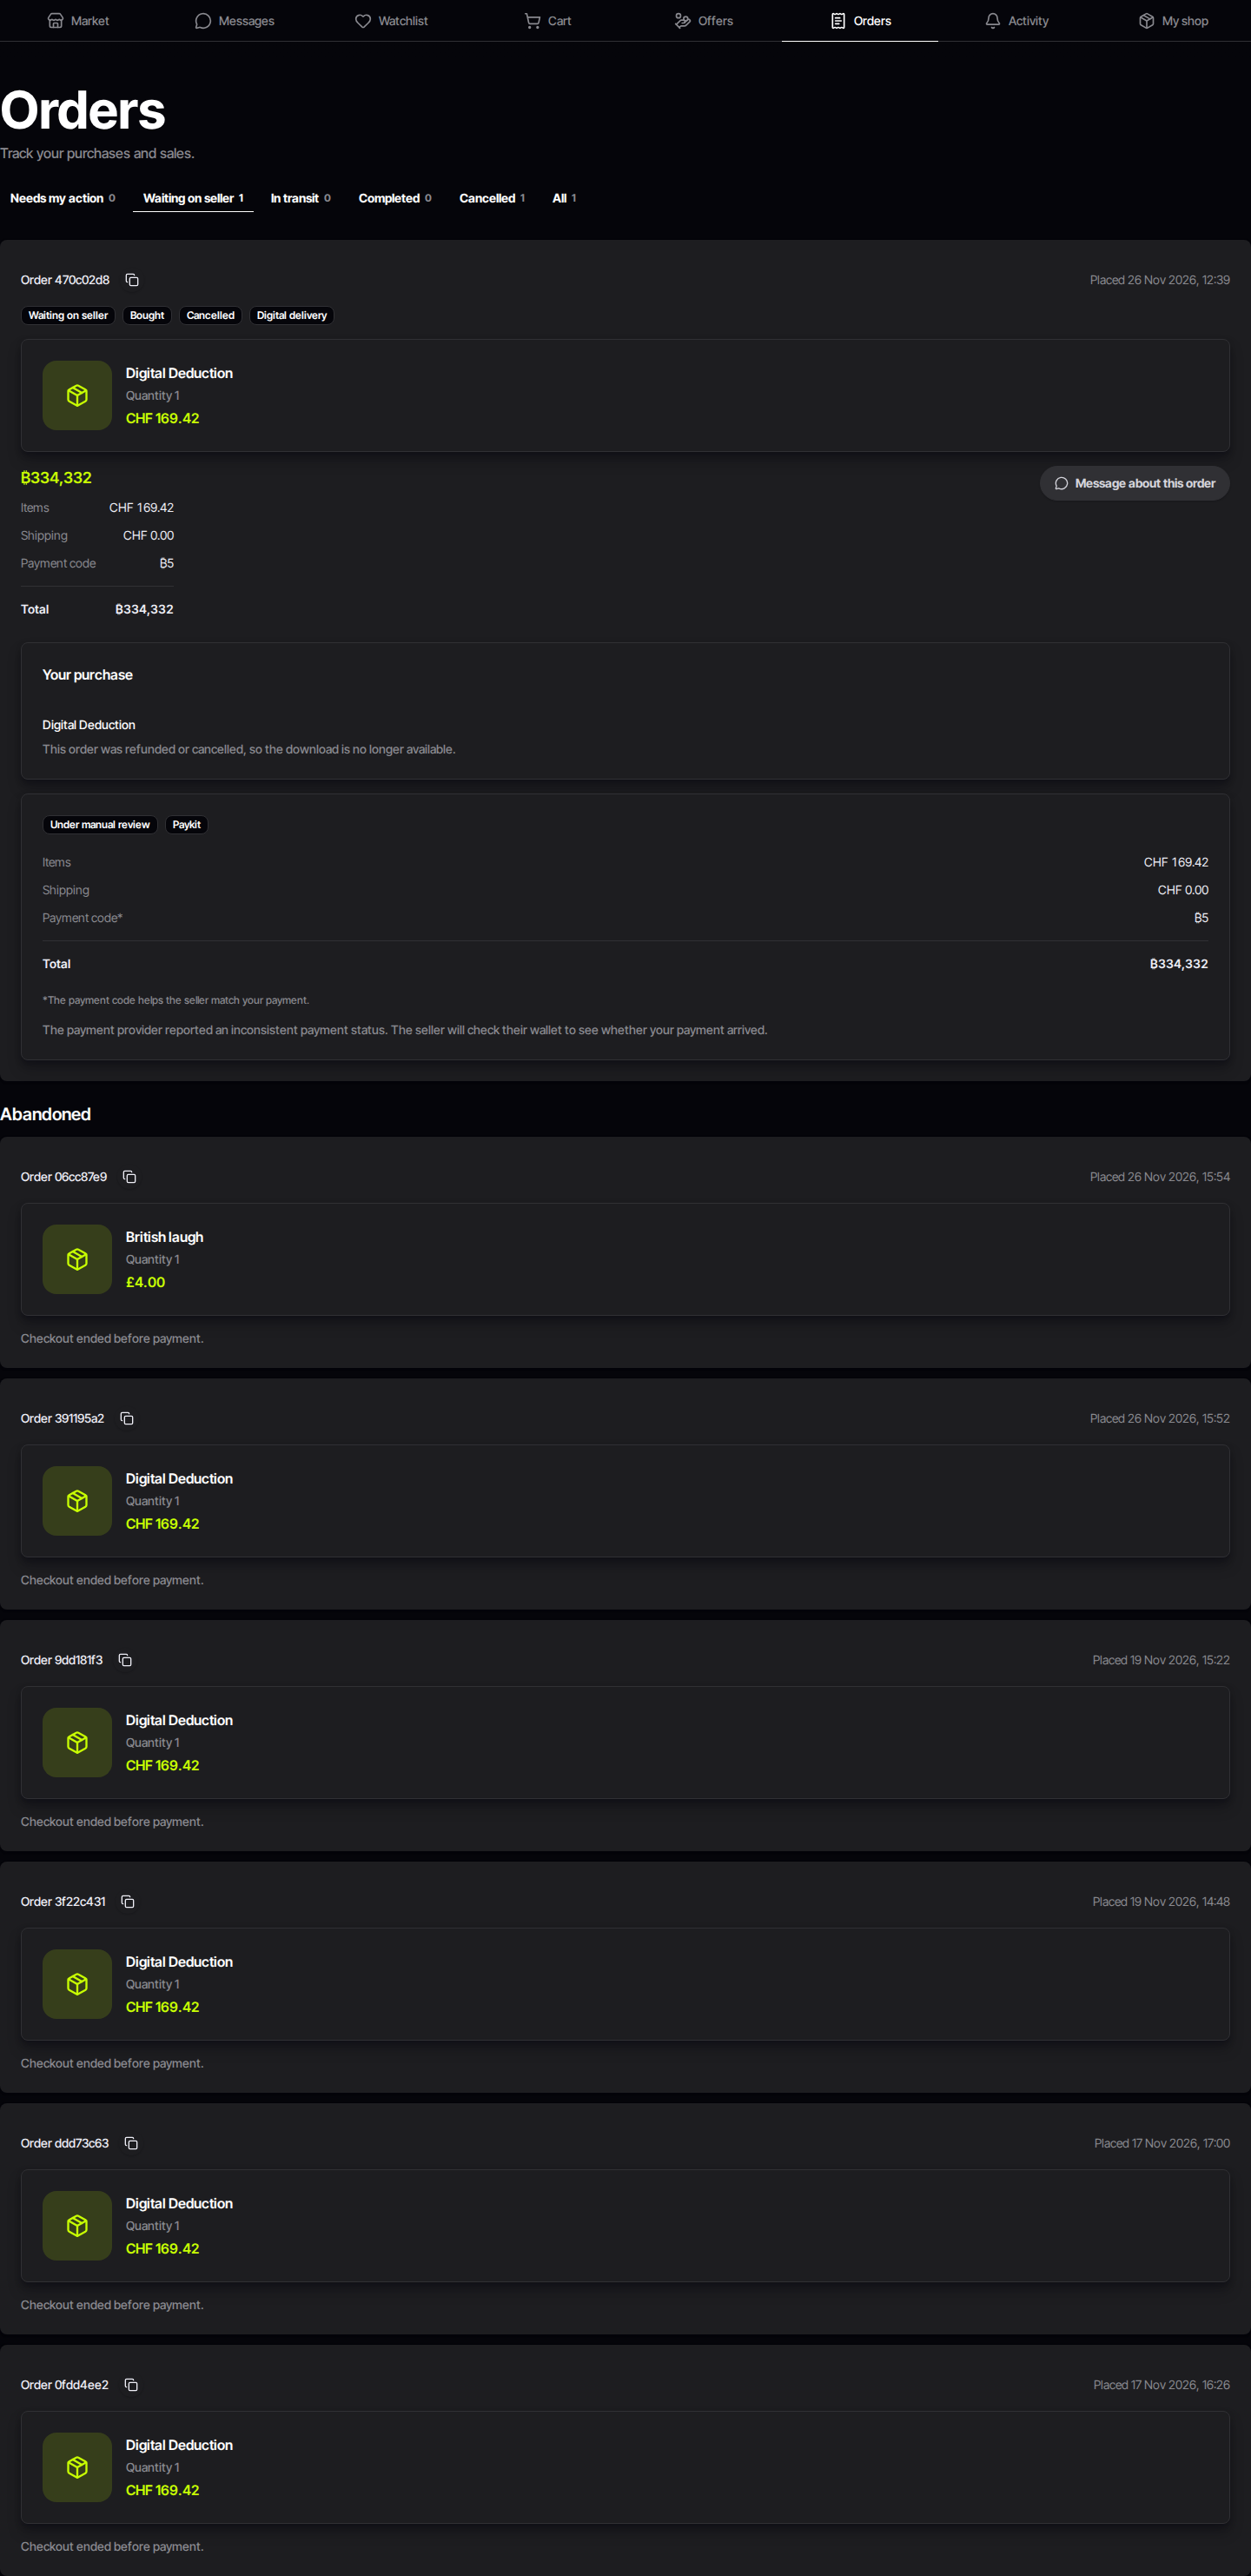 Market Messages Watchlist Cart Offers Orders Activity My shop
Orders
Track your purchases and sales.
Needs my action 0 Waiting on seller 1 In transit 0 Completed 0 Cancelled 1 All 1
Order 470c02d8 Placed 26 Nov 2026, 12:39
Waiting on seller Bought Cancelled Digital delivery
Digital Deduction
Quantity 1
CHF 169.42
₿334,332 Message about this order
Items CHF 169.42
Shipping CHF 0.00
Payment code ₿5
Total ₿334,332
Your purchase
Digital Deduction
This order was refunded or cancelled, so the download is no longer available.
Under manual review Paykit
Items CHF 169.42
Shipping CHF 0.00
Payment code* ₿5
Total ₿334,332
*The payment code helps the seller match your payment.
The payment provider reported an inconsistent payment status. The seller will check their wallet to see whether your payment arrived.
Abandoned
Order 06cc87e9 Placed 26 Nov 2026, 15:54
British laugh
Quantity 1
£4.00
Checkout ended before payment.
Order 391195a2 Placed 26 Nov 2026, 15:52
Digital Deduction
Quantity 1
CHF 169.42
Checkout ended before payment.
Order 9dd181f3 Placed 19 Nov 2026, 15:22
Digital Deduction
Quantity 1
CHF 169.42
Checkout ended before payment.
Order 3f22c431 Placed 19 Nov 2026, 14:48
Digital Deduction
Quantity 1
CHF 169.42
Checkout ended before payment.
Order ddd73c63 Placed 17 Nov 2026, 17:00
Digital Deduction
Quantity 1
CHF 169.42
Checkout ended before payment.
Order 0fdd4ee2 Placed 17 Nov 2026, 16:26
Digital Deduction
Quantity 1
CHF 169.42
Checkout ended before payment.